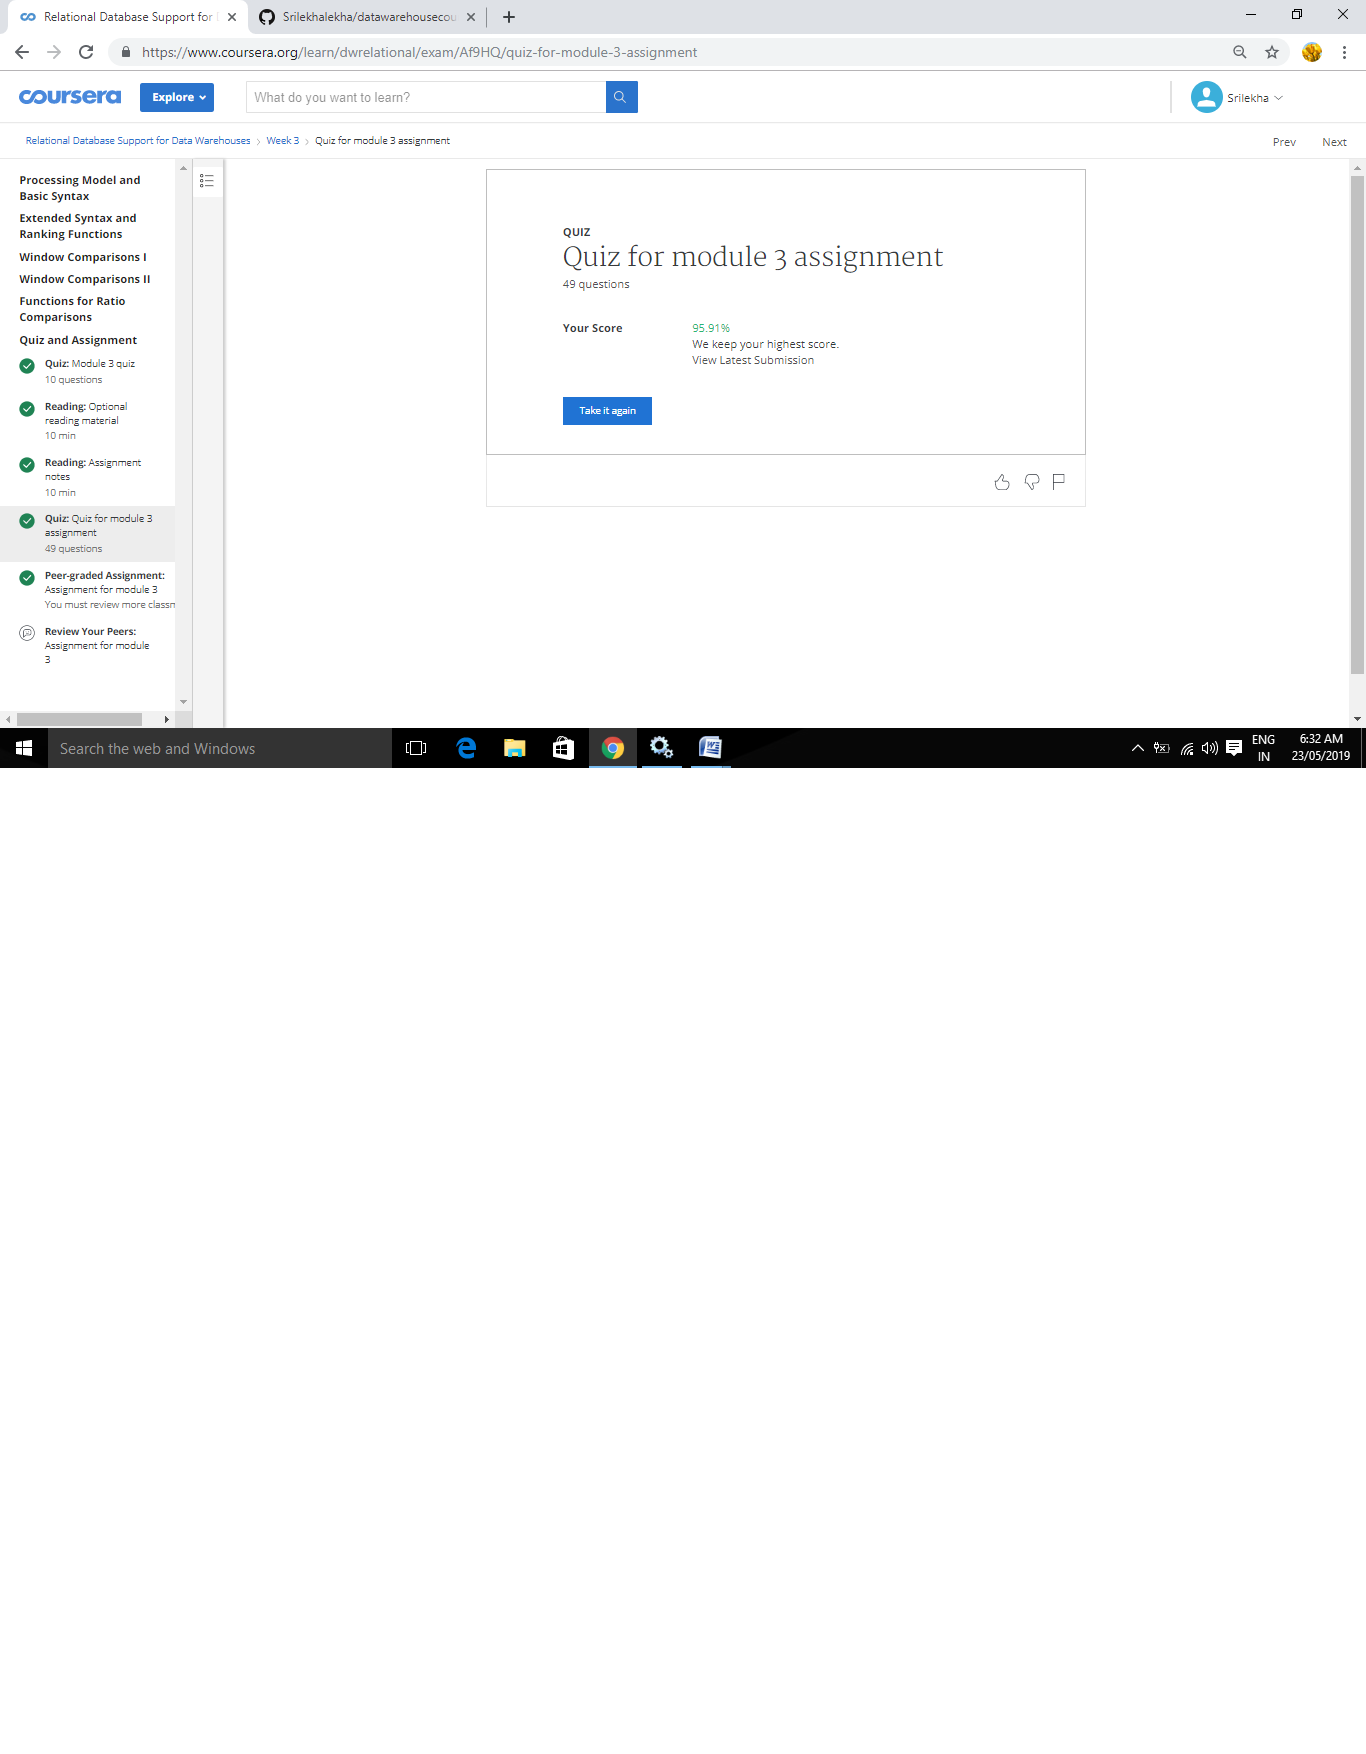 Relational Database Support for
Srilekhalekha/datawarehousecou
https://www.coursera.org/learn/dwrelational/exam/Af9HQ/quiz-for-module-3-assignment
coursera
Explore
What do you want to learn?
Srilekha
Relational Database Support for Data Warehouses > Week 3 > Quiz for module 3 assignment
Prev
Next
Processing Model and
Basic Syntax
Extended Syntax and
Ranking Functions
Window Comparisons I
Window Comparisons II
Functions for Ratio
Comparisons
Quiz and Assignment
Quiz: Module 3 quiz
10 questions
Reading: Optional
reading material
10 min
Reading: Assignment
notes
10 min
Quiz: Quiz for module 3
assignment
49 questions
Peer-graded Assignment:
Assignment for module 3
You must review more classm
Review Your Peers:
Assignment for module
3
QUIZ
Quiz for module 3 assignment
49 questions
Your Score
95.91%
We keep your highest score.
View Latest Submission
Take it again
Search the web and Windows
ENG
IN
6:32 AM
23/05/2019